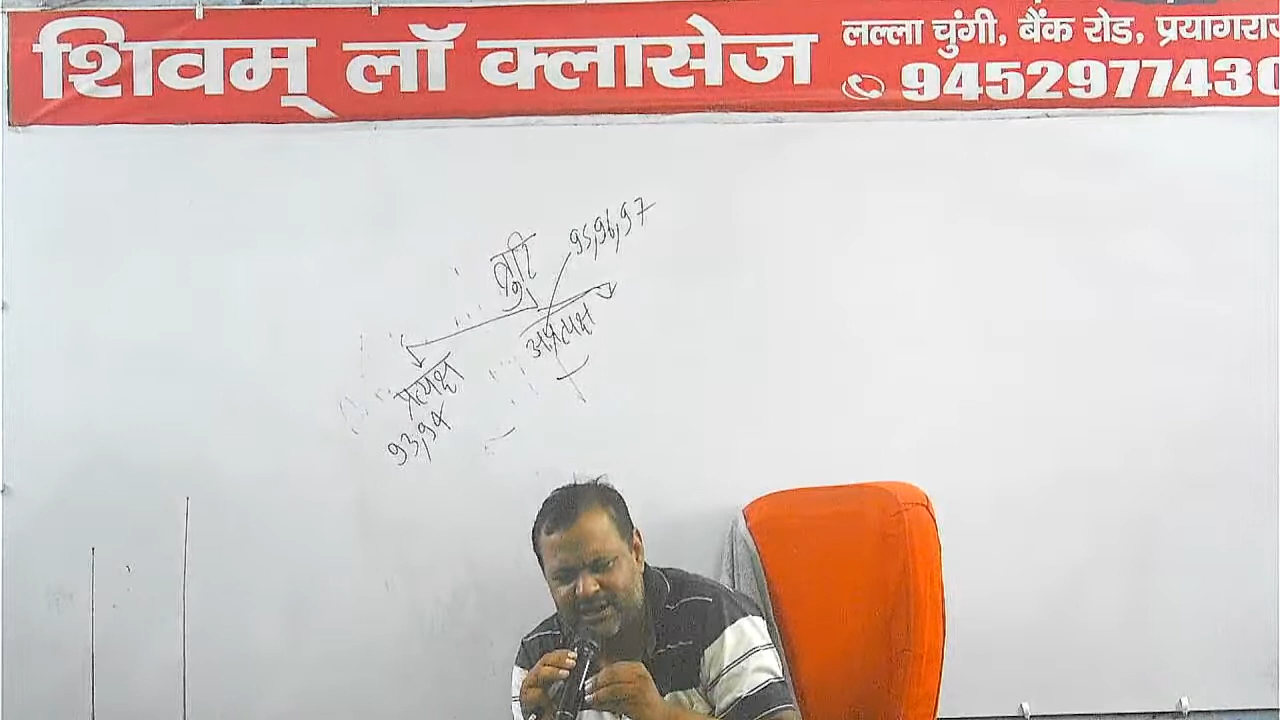 शिवम् लॉ क्लासेज
लल्ला चुंगी, बैंक रोड, प्रयागराज
9452977430
त्रुटि
95,96,97
प्रत्यक्ष
अप्रत्यक्ष
93,94